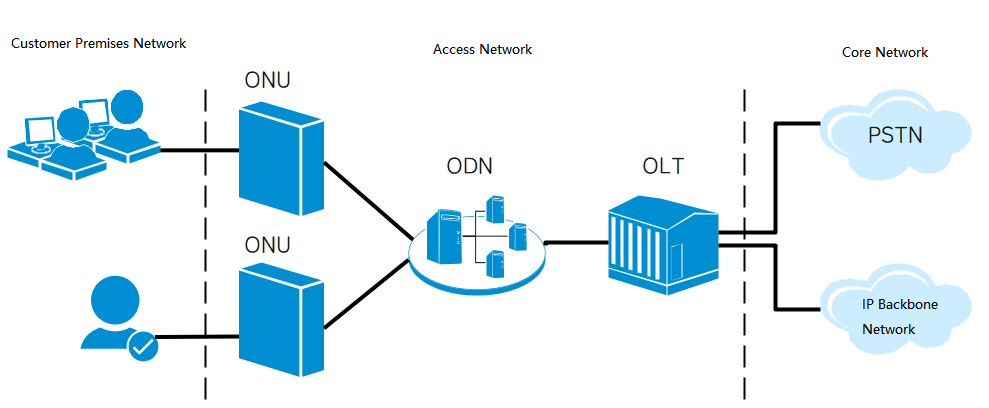 Customer Premises Network
Access Network
Core Network
ONU
ODN
OLT
PSTN
ONU
IP Backbone
Network